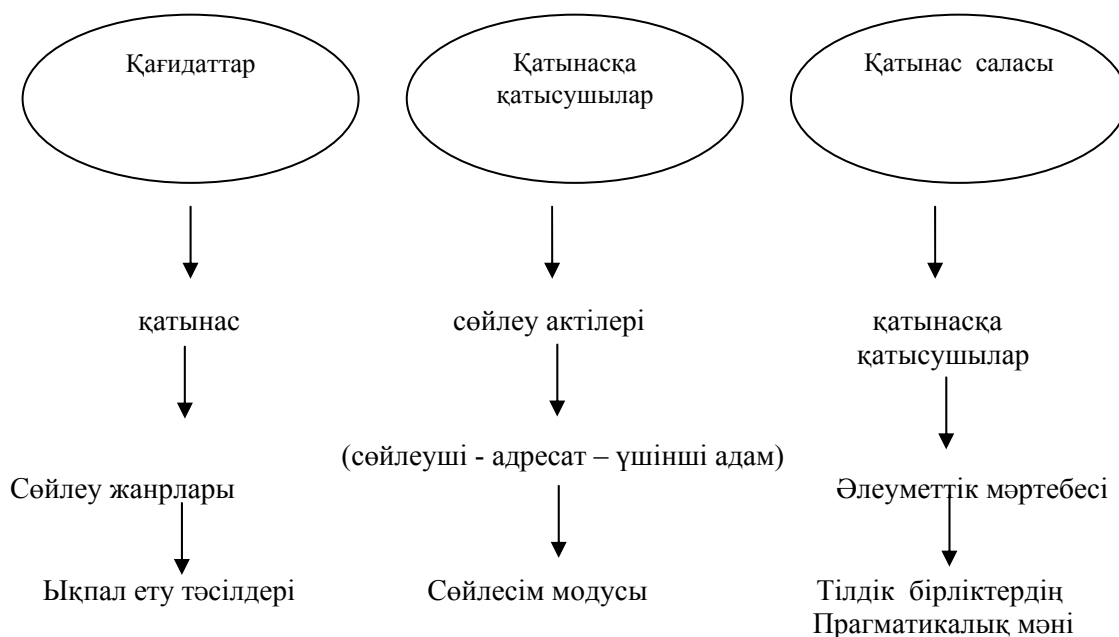 Қағидаттар
Қатынасқа
қатысушылар
Қатынас саласы
қатынас
сөйлеу актілері
қатынасқа
қатысушылар
(сөйлеуші - адресат – үшінші адам)
Сөйлеу жанрлары
Әлеуметтік мәртебесі
Ықпал ету тәсілдері
Сөйлесім модусы
Тілдік бірліктердің
Прагматикалық мәні